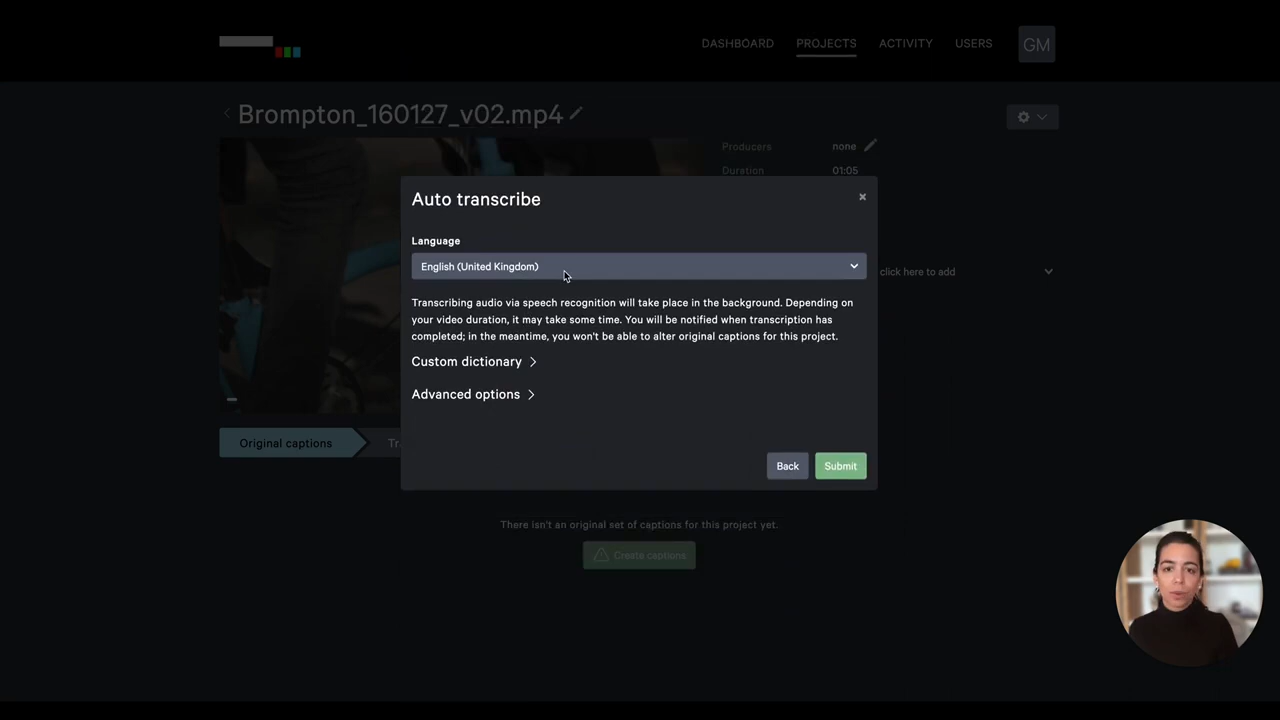 DASHBOARD PROJECTS ACTIVITY USERS GM
Brompton_160127_v02.mp4
Producers none
Duration 01:05
Auto transcribe ×
Language
English (United Kingdom)
click here to add
Transcribing audio via speech recognition will take place in the background. Depending on
your video duration, it may take some time. You will be notified when transcription has
completed; in the meantime, you won't be able to alter original captions for this project.
Custom dictionary
Advanced options
Original captions Tr
Back Submit
There isn't an original set of captions for this project yet.
Create captions